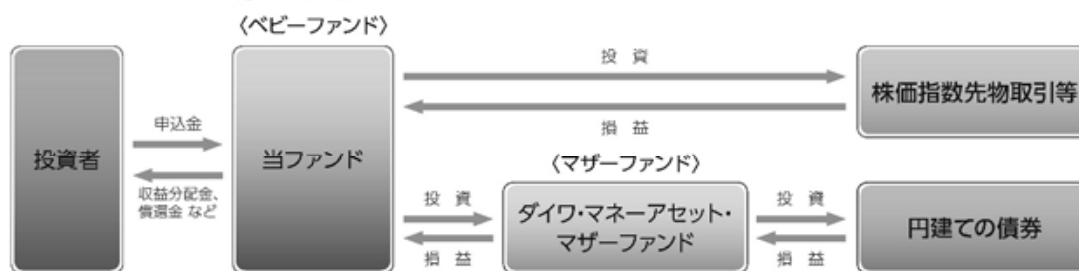 〈ベビーファンド〉
投資者
申込金
収益分配金、
償還金 など
当ファンド
投 資
損 益
株価指数先物取引等
〈マザーファンド〉
投 資
損 益
ダイワ・マネーアセット・
マザーファンド
投 資
損 益
円建ての債券